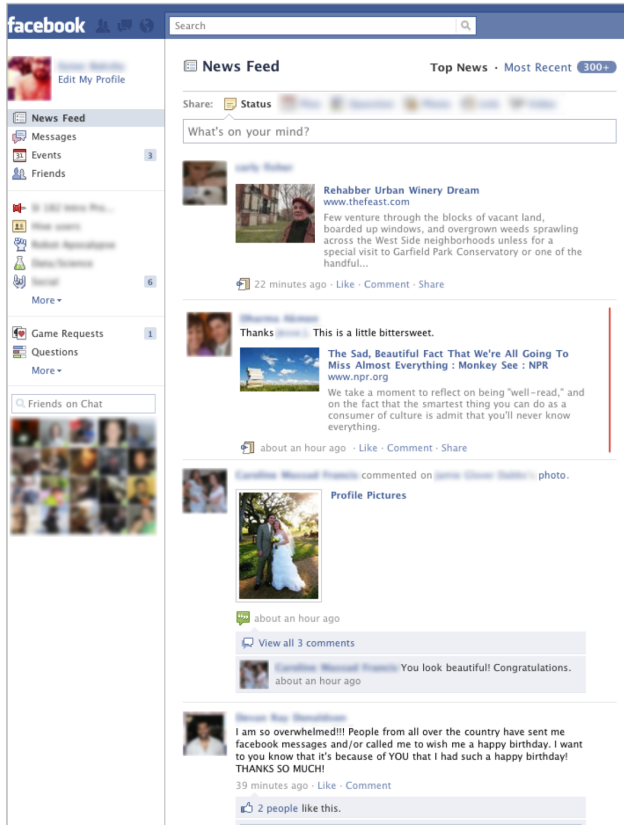 facebook
Search
Edit My Profile
News Feed
Messages
Events 3
Friends
6
More
Game Requests 1
Questions
More
Friends on Chat
News Feed
Top News · Most Recent 300+
Share: Status
What's on your mind?
Rehabber Urban Winery Dream
www.thefeast.com
Few venture through the blocks of vacant land,
boarded up windows, and overgrown weeds sprawling
across the West Side neighborhoods unless for a
special visit to Garfield Park Conservatory or one of the
handful...
22 minutes ago · Like · Comment · Share
Thanks This is a little bittersweet.
The Sad, Beautiful Fact That We're All Going To
Miss Almost Everything : Monkey See : NPR
www.npr.org
We take a moment to reflect on being "well-read," and
on the fact that the smartest thing you can do as a
consumer of culture is admit that you'll never know
everything.
about an hour ago · Like · Comment · Share
commented on photo.
Profile Pictures
about an hour ago
View all 3 comments
You look beautiful! Congratulations.
about an hour ago
I am so overwhelmed!!! People from all over the country have sent me
facebook messages and/or called me to wish me a happy birthday. I want
to you know that it's because of YOU that I had such a happy birthday!
THANKS SO MUCH!
39 minutes ago · Like · Comment
2 people like this.